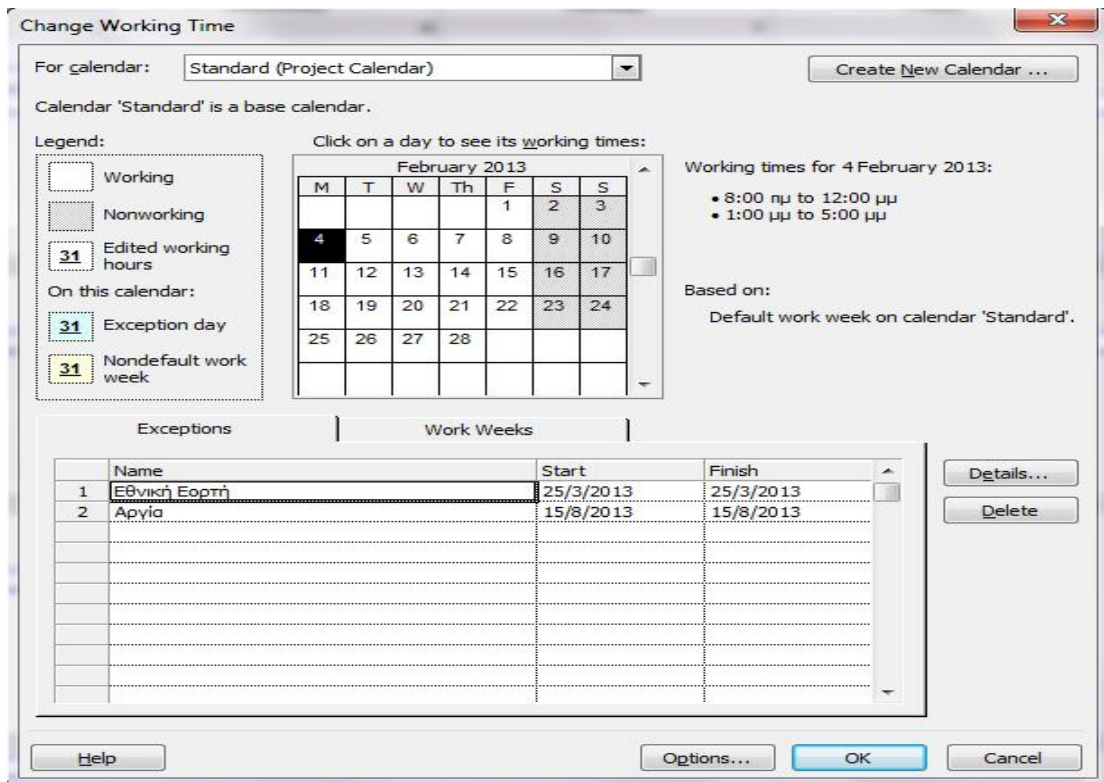 Change Working Time
For calendar: Standard (Project Calendar) Create New Calendar ...
Calendar 'Standard' is a base calendar.
Legend:
Working
Nonworking
31 Edited working
hours
On this calendar:
31 Exception day
31 Nondefault work
week
Click on a day to see its working times:
February 2013
M T W Th F S S
1 2 3
4 5 6 7 8 9 10
11 12 13 14 15 16 17
18 19 20 21 22 23 24
25 26 27 28
Working times for 4 February 2013:
• 8:00 πμ to 12:00 μμ
• 1:00 μμ to 5:00 μμ
Based on:
Default work week on calendar 'Standard'.
Exceptions Work Weeks
Name Start Finish
1 Εθνική Εορτή 25/3/2013 25/3/2013
2 Αργία 15/8/2013 15/8/2013
Details...
Delete
Help Options... OK Cancel